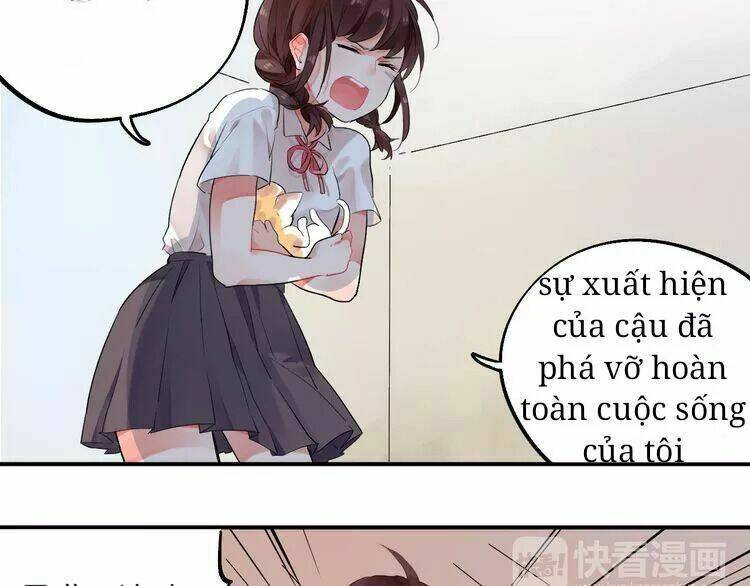 sự xuất hiện
của cậu đã
phá vỡ hoàn
toàn cuộc sống
của tôi
快看漫画